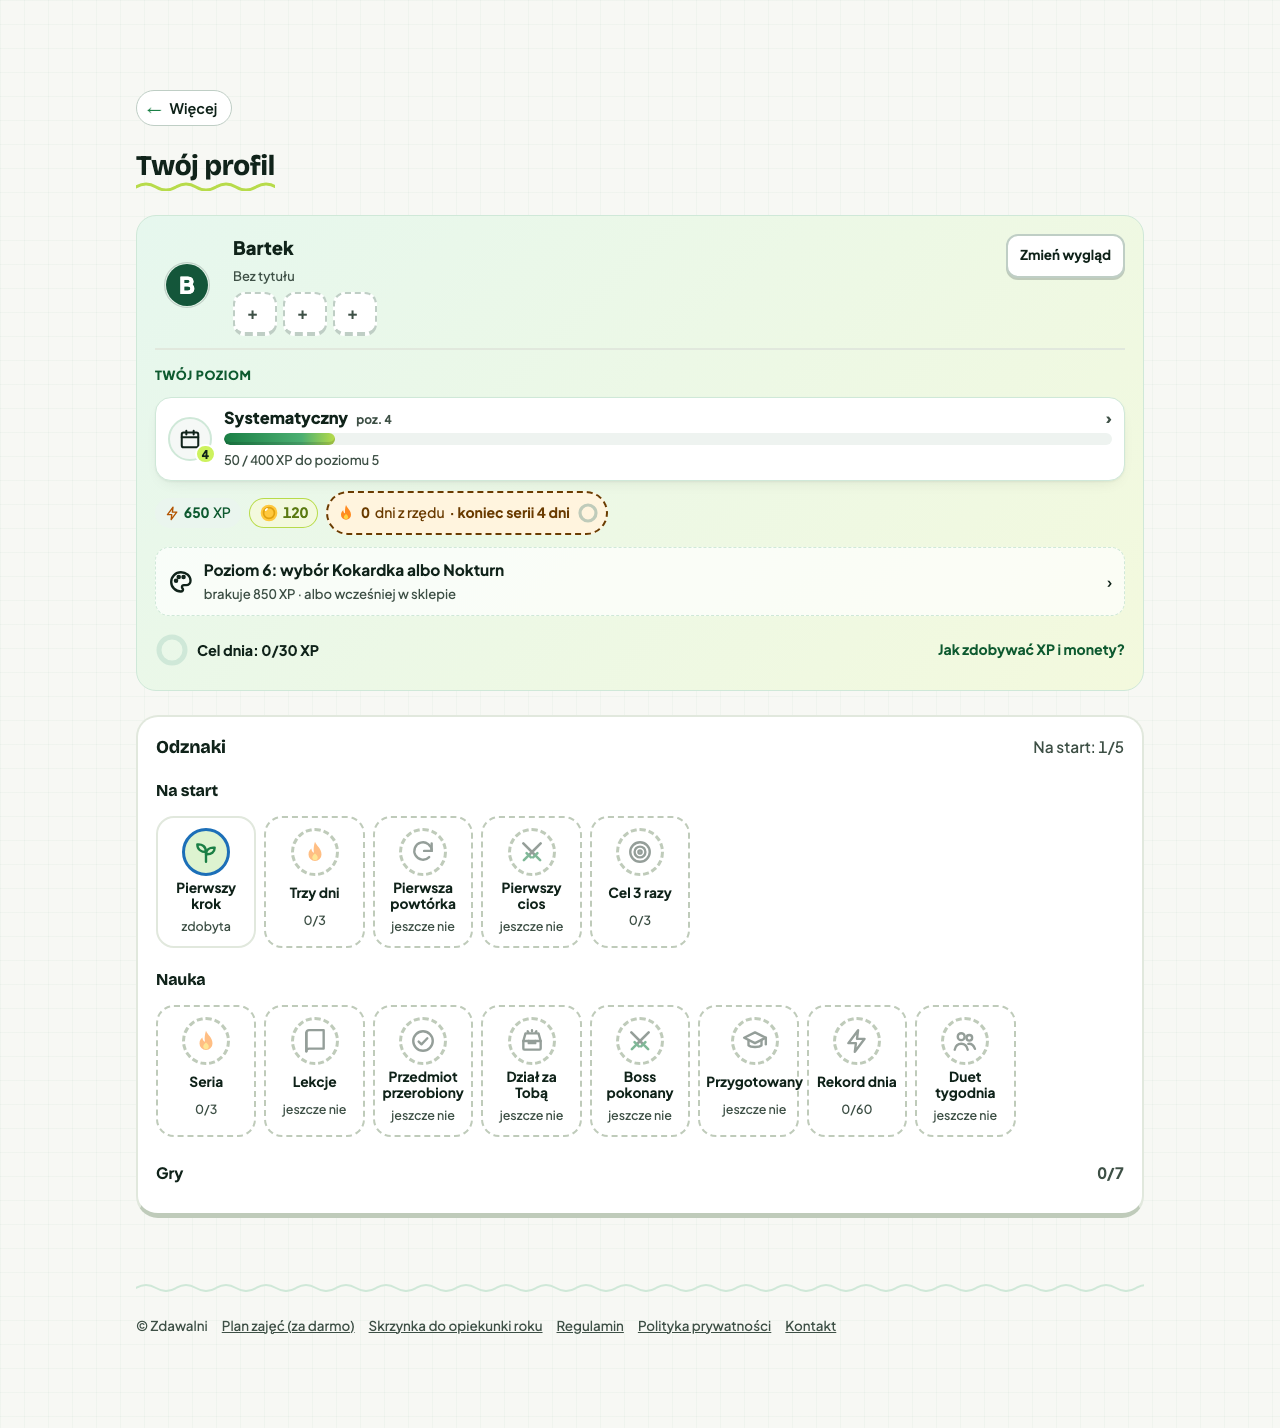 ← Więcej
Twój profil
B
Bartek
Bez tytułu
+ + +
Zmień wygląd
TWÓJ POZIOM
Systematyczny poz. 4 ›
4
50 / 400 XP do poziomu 5
650 XP 120 0 dni z rzędu · koniec serii 4 dni
Poziom 6: wybór Kokardka albo Nokturn ›
brakuje 850 XP · albo wcześniej w sklepie
Cel dnia: 0/30 XP
Jak zdobywać XP i monety?
Odznaki
Na start: 1/5
Na start
Pierwszy
krok
zdobyta
Trzy dni
0/3
Pierwsza
powtórka
jeszcze nie
Pierwszy
cios
jeszcze nie
Cel 3 razy
0/3
Nauka
Seria
0/3
Lekcje
jeszcze nie
Przedmiot
przerobiony
jeszcze nie
Dział za
Tobą
jeszcze nie
Boss
pokonany
jeszcze nie
Przygotowany
jeszcze nie
Rekord dnia
0/60
Duet
tygodnia
jeszcze nie
Gry 0/7
© Zdawalni Plan zajęć (za darmo) Skrzynka do opiekunki roku Regulamin Polityka prywatności Kontakt